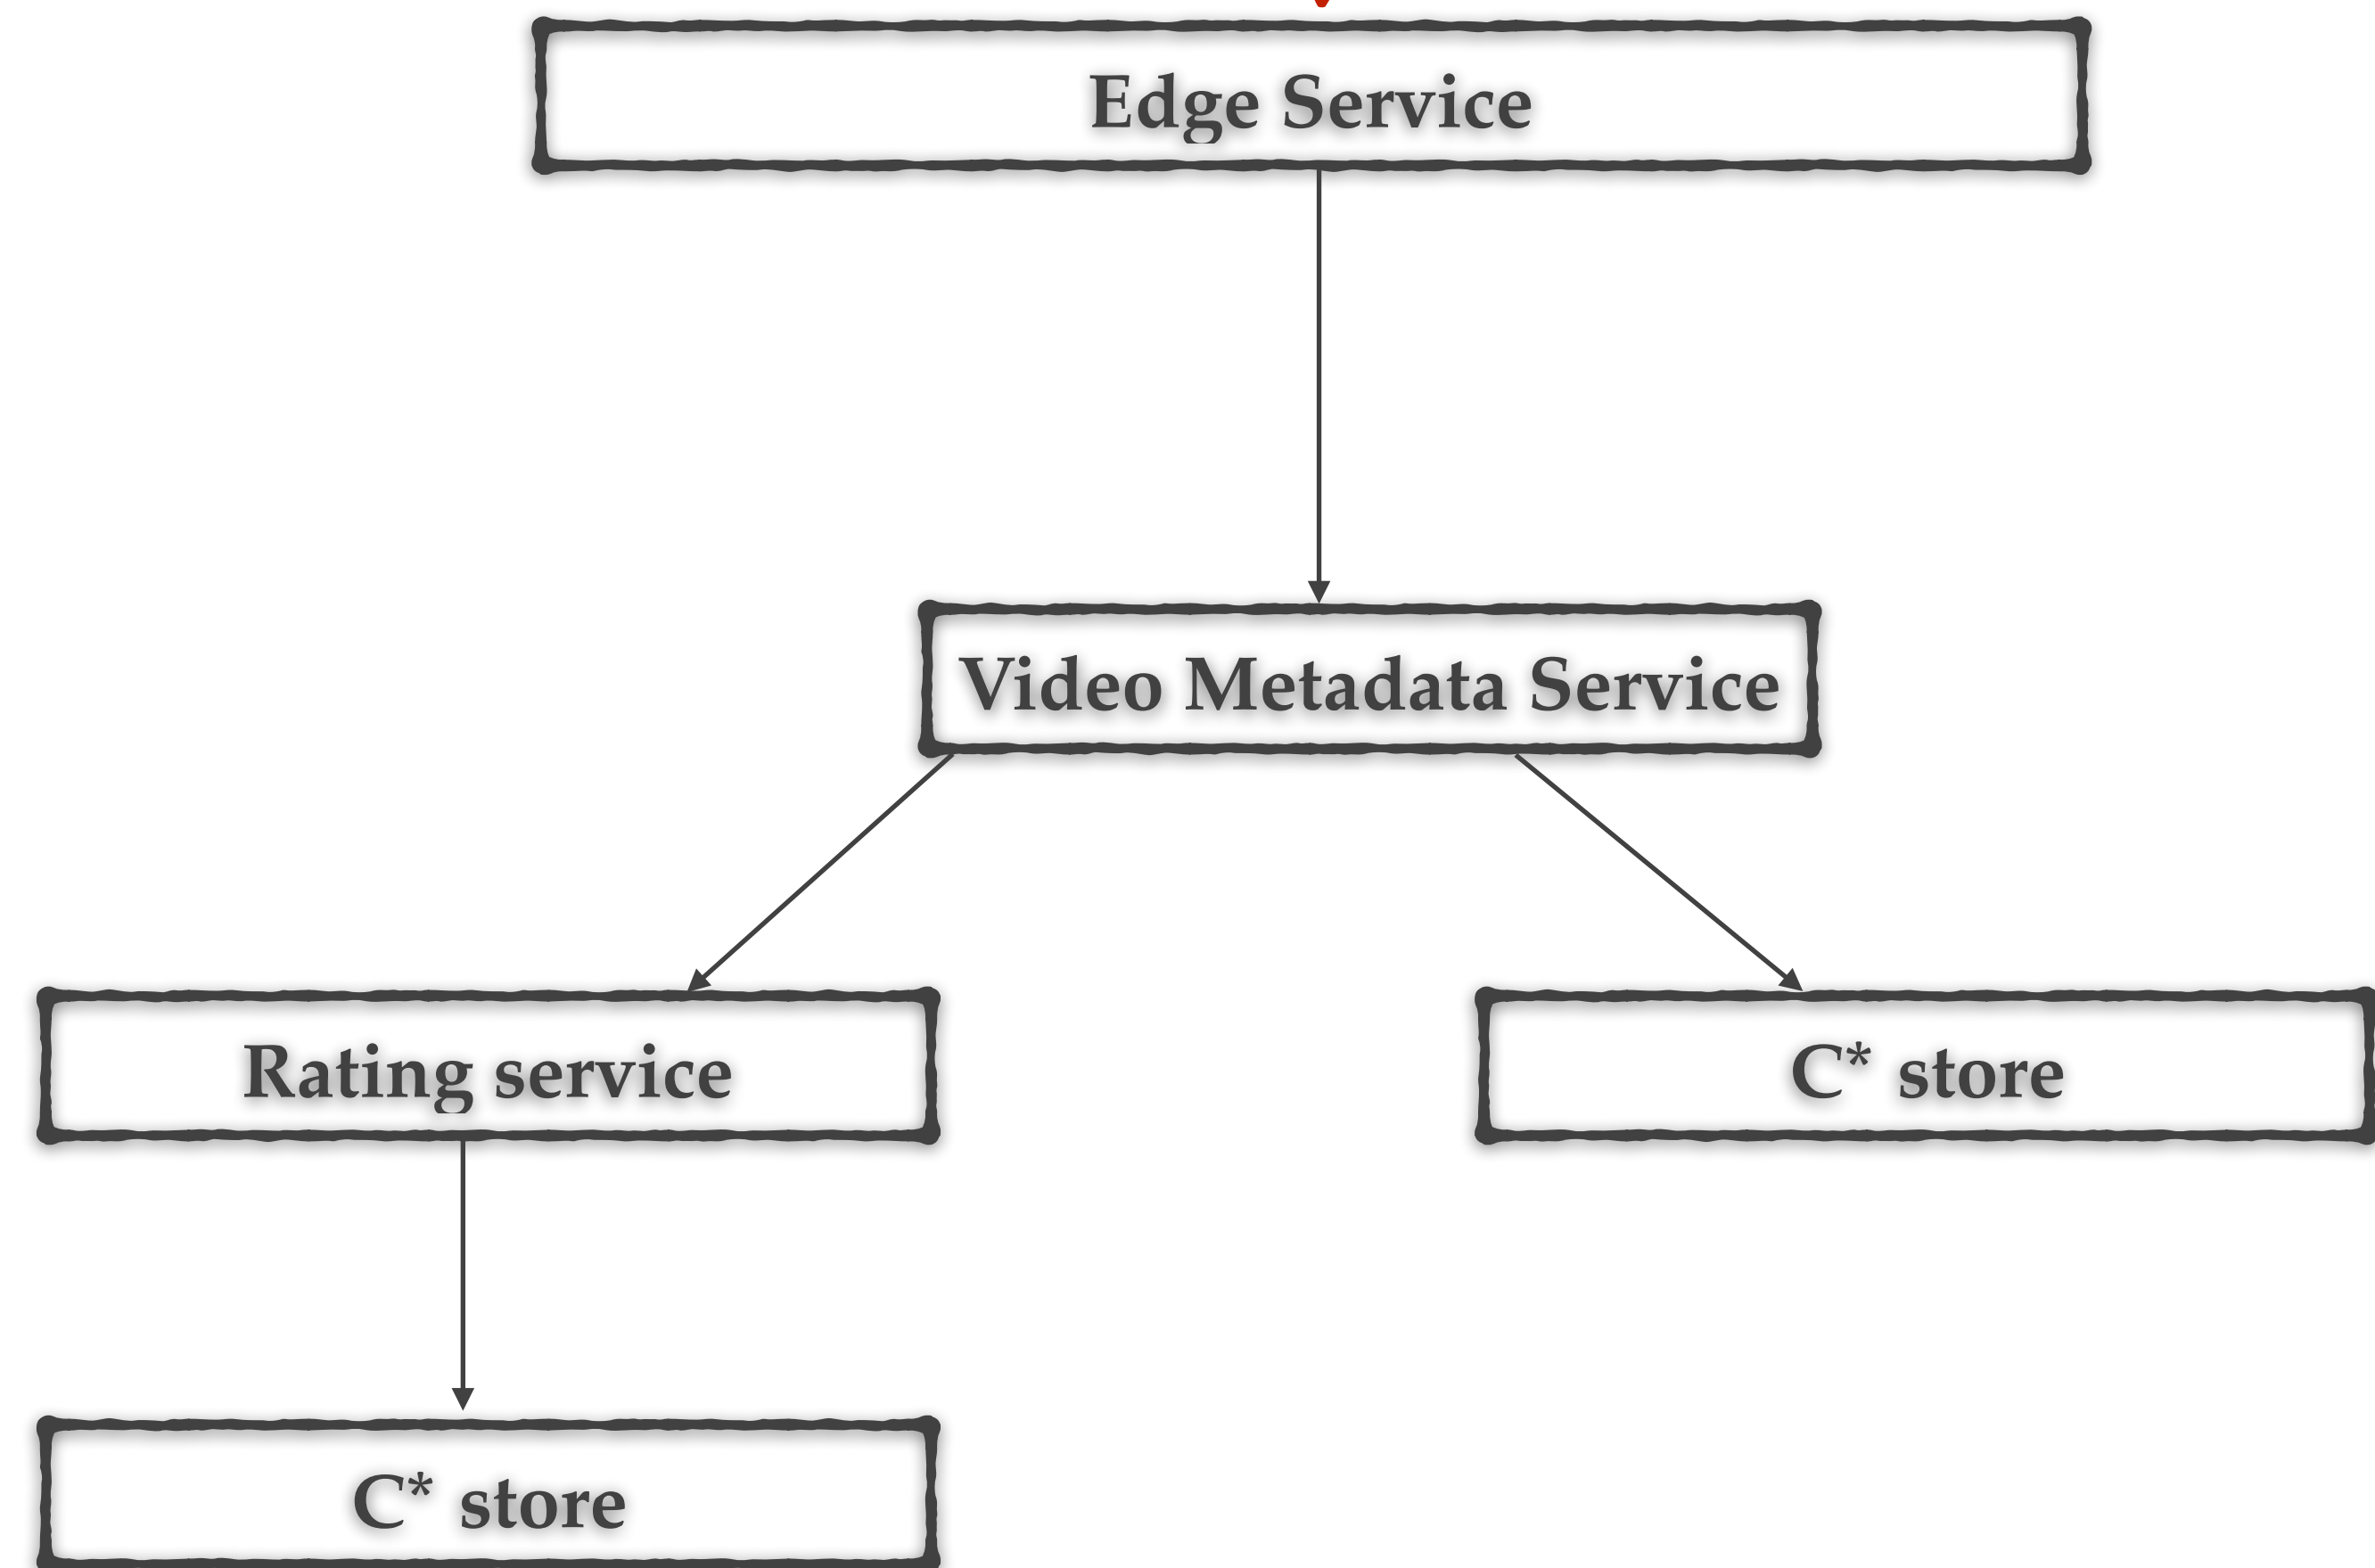 Edge Service
Video Metadata Service
Rating service
C* store
C* store